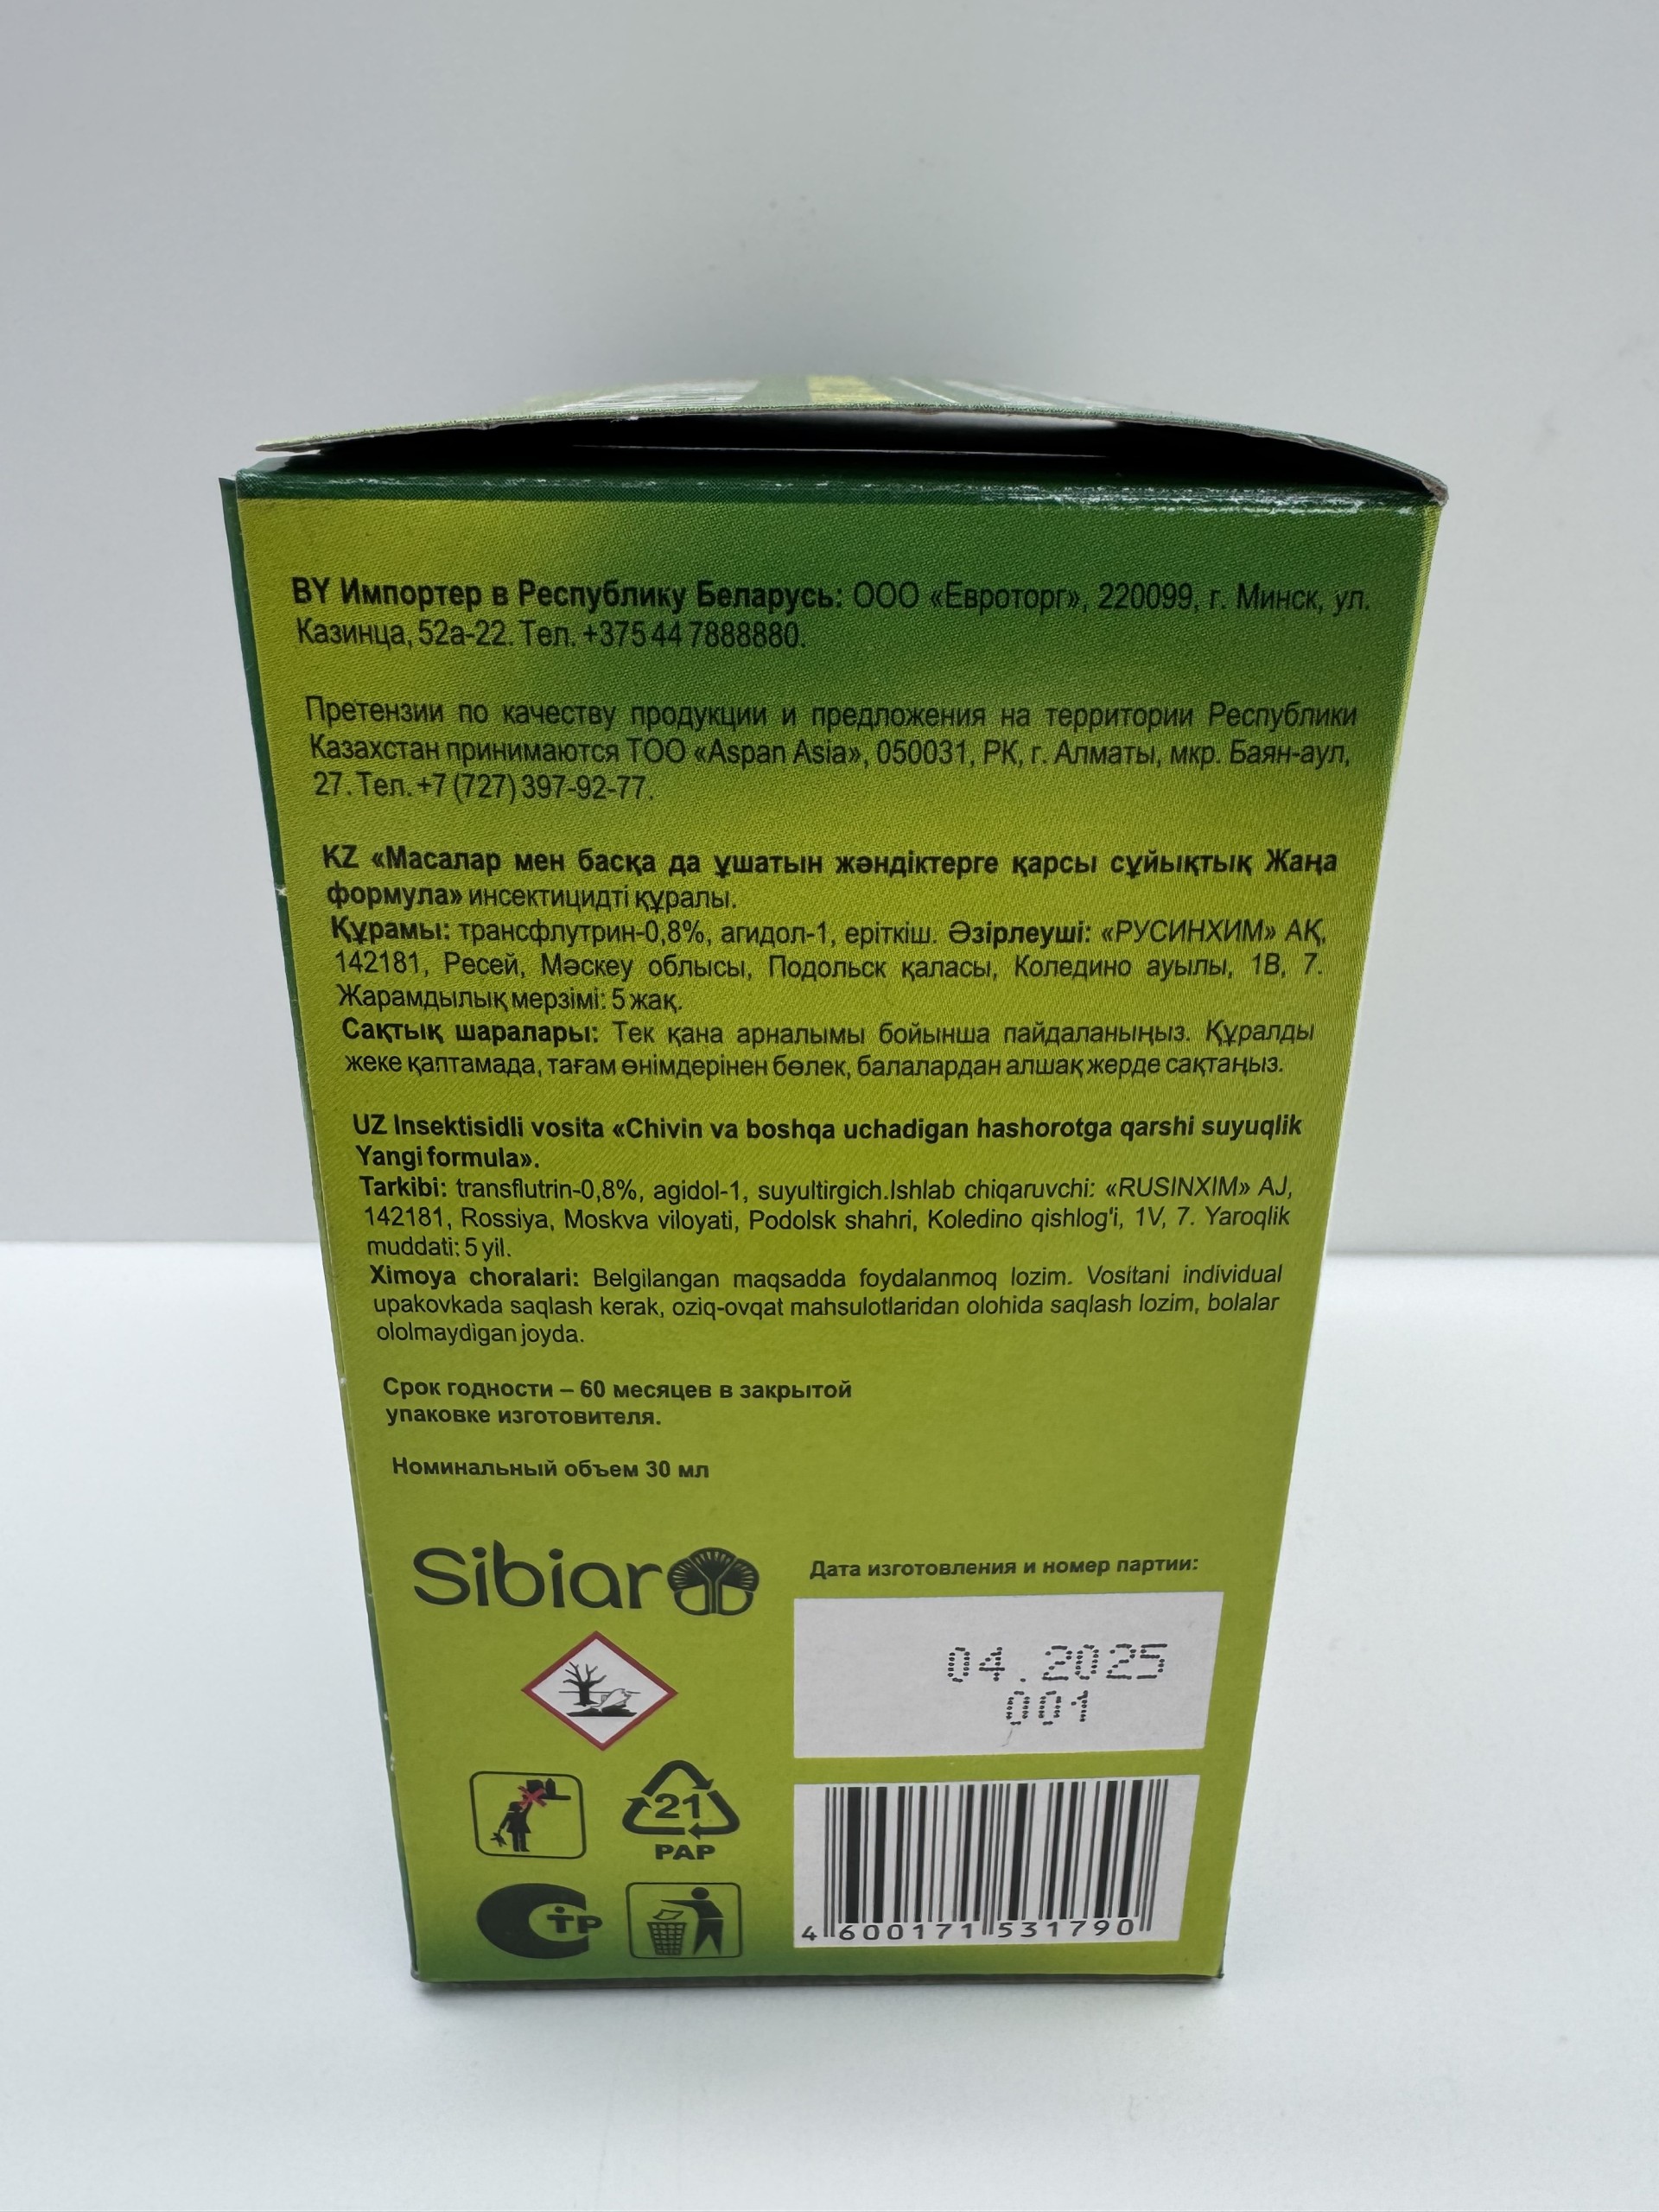 BY Импортер в Республику Беларусь: ООО «Евроторг», 220099, г. Минск, ул.
Казинца, 52а-22. Тел. +375 44 7888880.
Претензии по качеству продукции и предложения на территории Республики
Казахстан принимаются ТОО «Aspan Asia», 050031, РК, г. Алматы, мкр. Баян-аул,
27. Тел. +7 (727) 397-92-77.
KZ «Масалар мен басқа да ұшатын жәндіктерге қарсы сұйықтық Жаңа
формула» инсектицидті құралы.
Құрамы: трансфлутрин-0,8%, агидол-1, еріткіш. Әзірлеуші: «РУСИНХИМ» АҚ,
142181, Ресей, Мәскеу облысы, Подольск қаласы, Коледино ауылы, 1В, 7.
Жарамдылық мерзімі: 5 жақ.
Сақтық шаралары: Тек қана арналымы бойынша пайдаланыңыз. Құралды
жеке қаптамада, тағам өнімдерінен бөлек, балалардан алшақ жерде сақтаңыз.
UZ Insektisidli vosita «Chivin va boshqa uchadigan hashorotga qarshi suyuqlik
Yangi formula».
Tarkibi: transflutrin-0,8%, agidol-1, suyultirgich.Ishlab chiqaruvchi: «RUSINXIM» AJ,
142181, Rossiya, Moskva viloyati, Podolsk shahri, Koledino qishlog'i, 1V, 7. Yaroqlik
muddati: 5 yil.
Ximoya choralari: Belgilangan maqsadda foydalanmoq lozim. Vositani individual
upakovkada saqlash kerak, oziq-ovqat mahsulotlaridan olohida saqlash lozim, bolalar
ololmaydigan joyda.
Срок годности – 60 месяцев в закрытой
упаковке изготовителя.
Номинальный объем 30 мл
Sibiar
Дата изготовления и номер партии:
04.2025
001
21
PAP
СТР
4 600171 531790